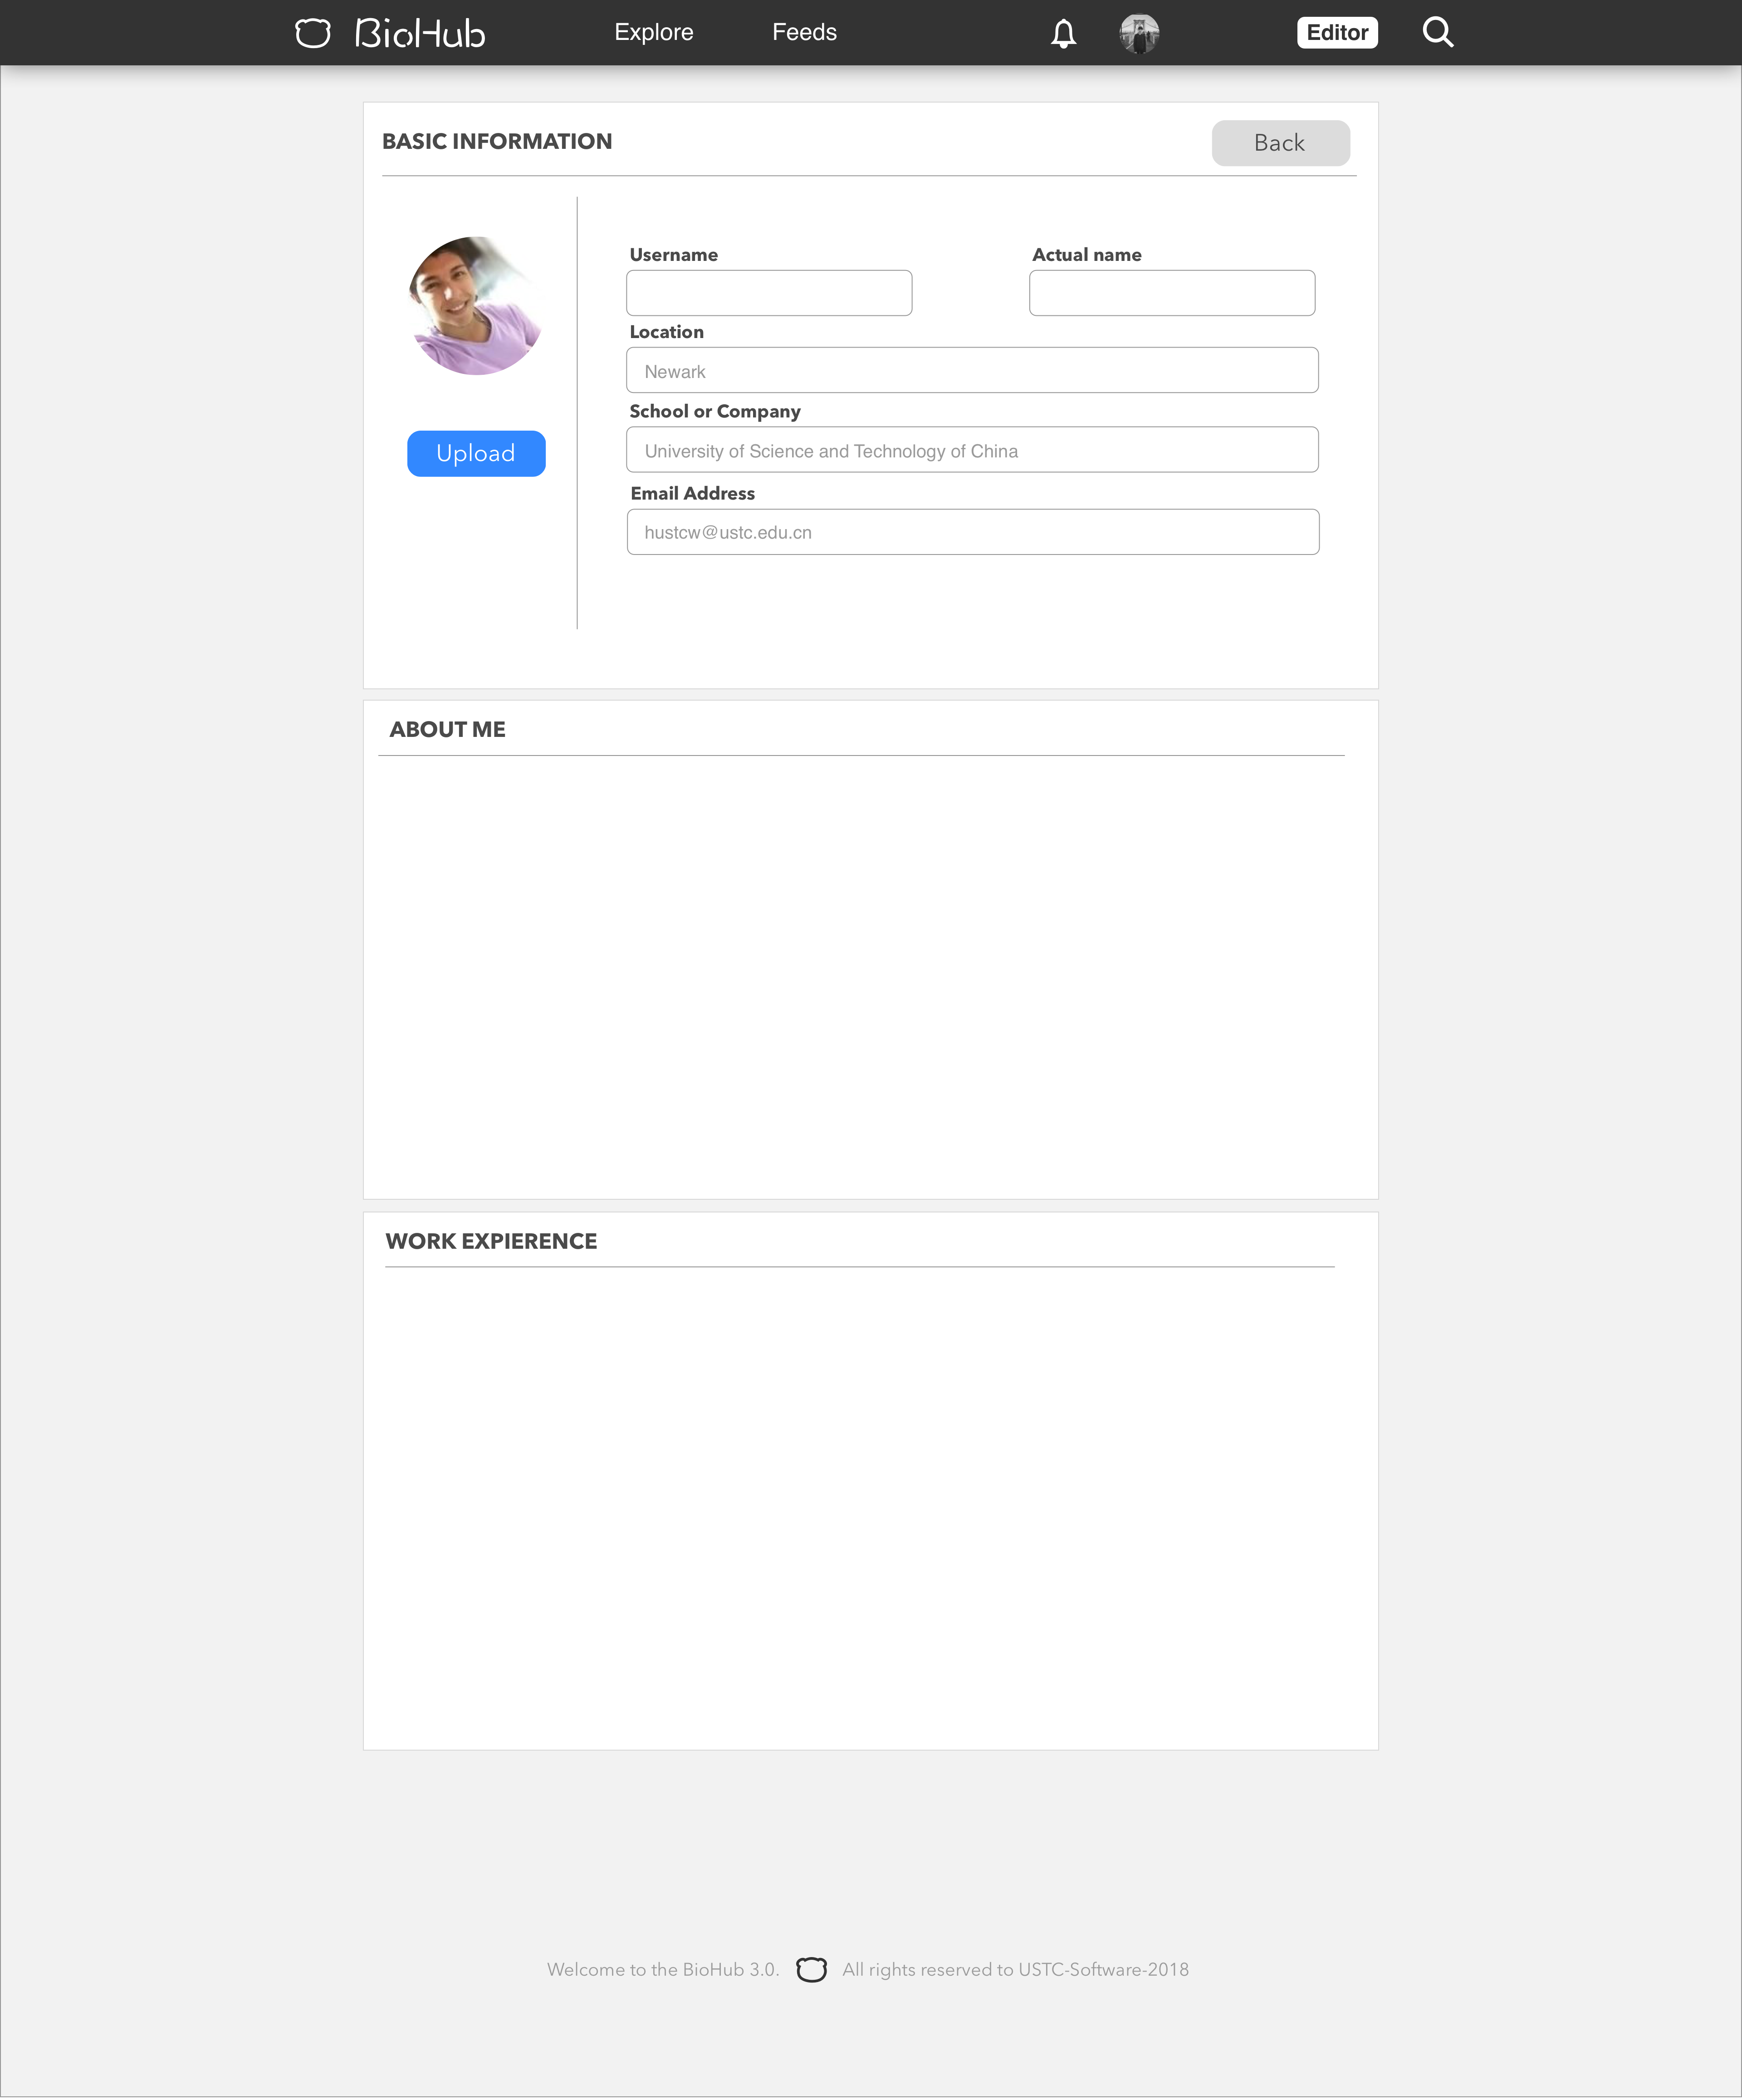 BioHub Explore Feeds Editor
BASIC INFORMATION Back
Username Actual name
Location
Newark
School or Company
University of Science and Technology of China
Upload
Email Address
hustcw@ustc.edu.cn
ABOUT ME
WORK EXPIERENCE
Welcome to the BioHub 3.0. All rights reserved to USTC-Software-2018